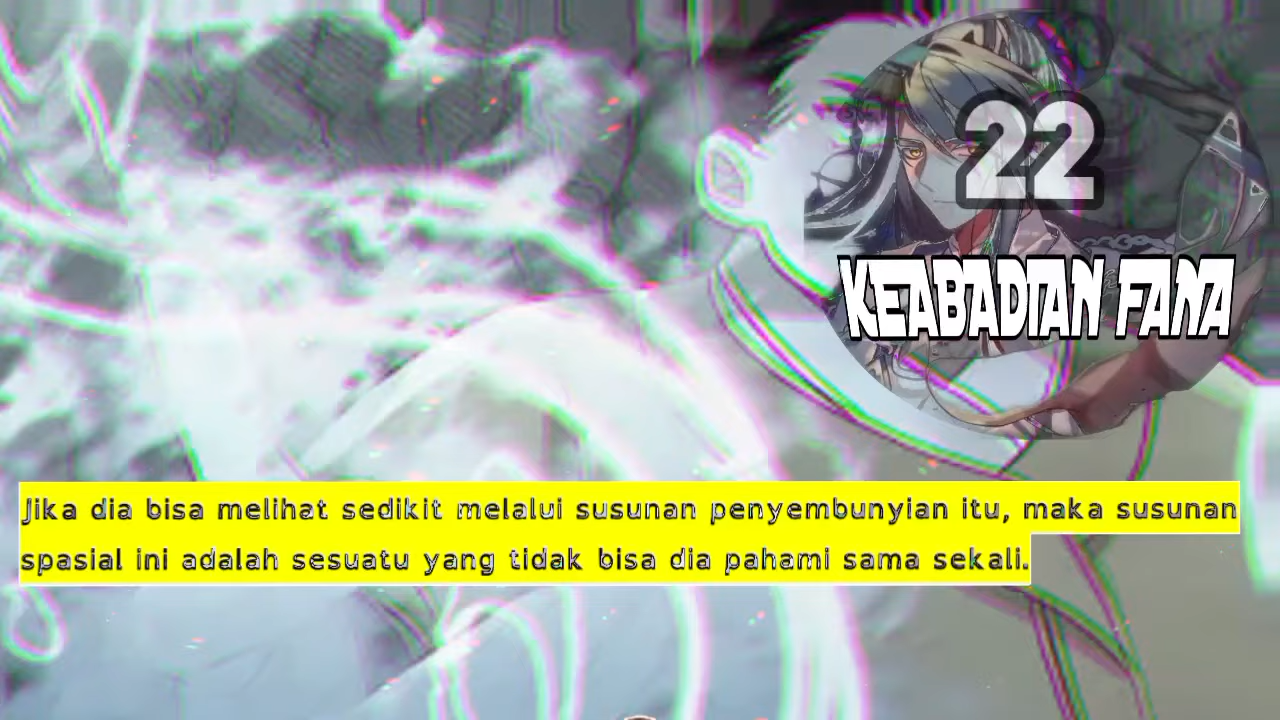 22
KEABADIAN FANA
Jika dia bisa melihat sedikit melalui susunan penyembunyian itu, maka susunan
spasial ini adalah sesuatu yang tidak bisa dia pahami sama sekali.